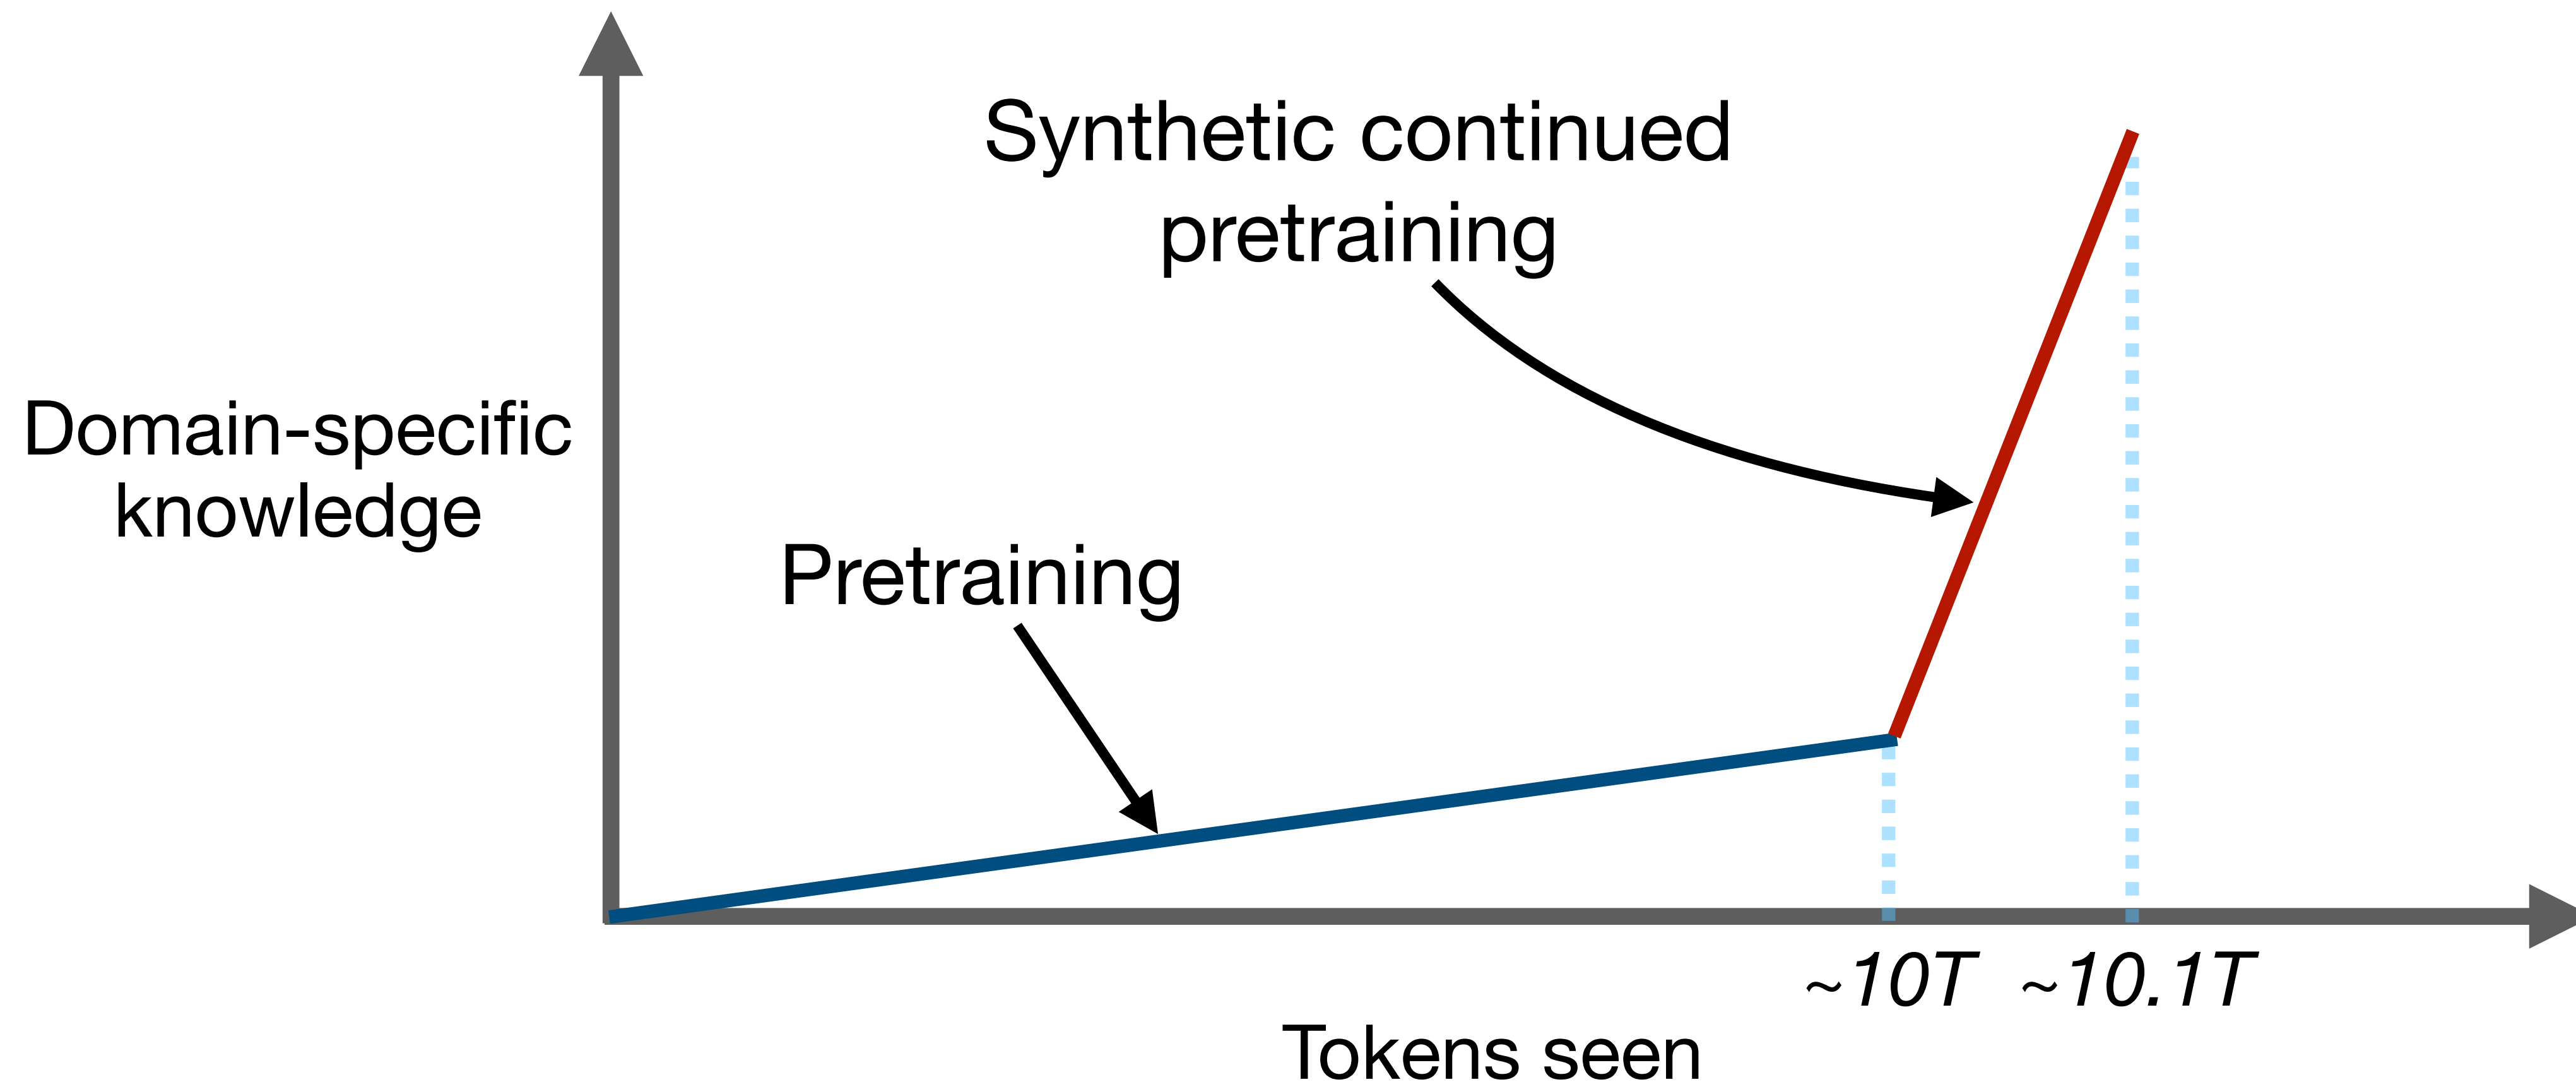 Synthetic continued
pretraining
Domain-specific
knowledge
Pretraining
~10T ~10.1T
Tokens seen